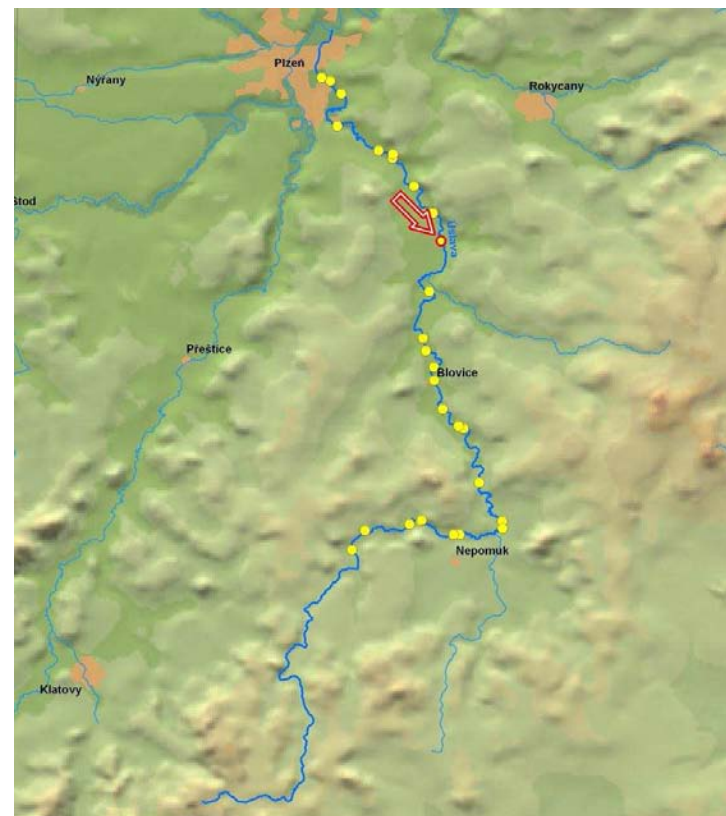 Plzeň
Nýřany
Rokycany
Stod
Úslava
Přeštice
Blovice
Nepomuk
Klatovy